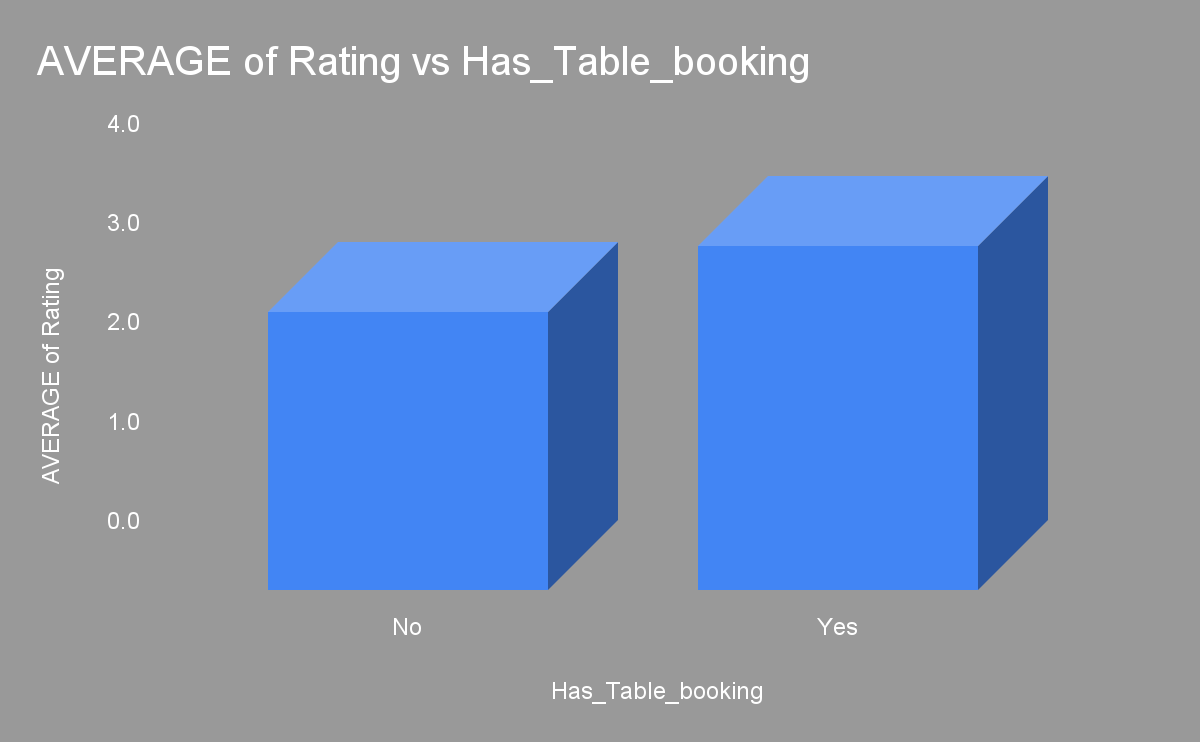 AVERAGE of Rating vs Has_Table_booking
4.0
3.0
2.0
1.0
0.0
AVERAGE of Rating
No
Yes
Has_Table_booking